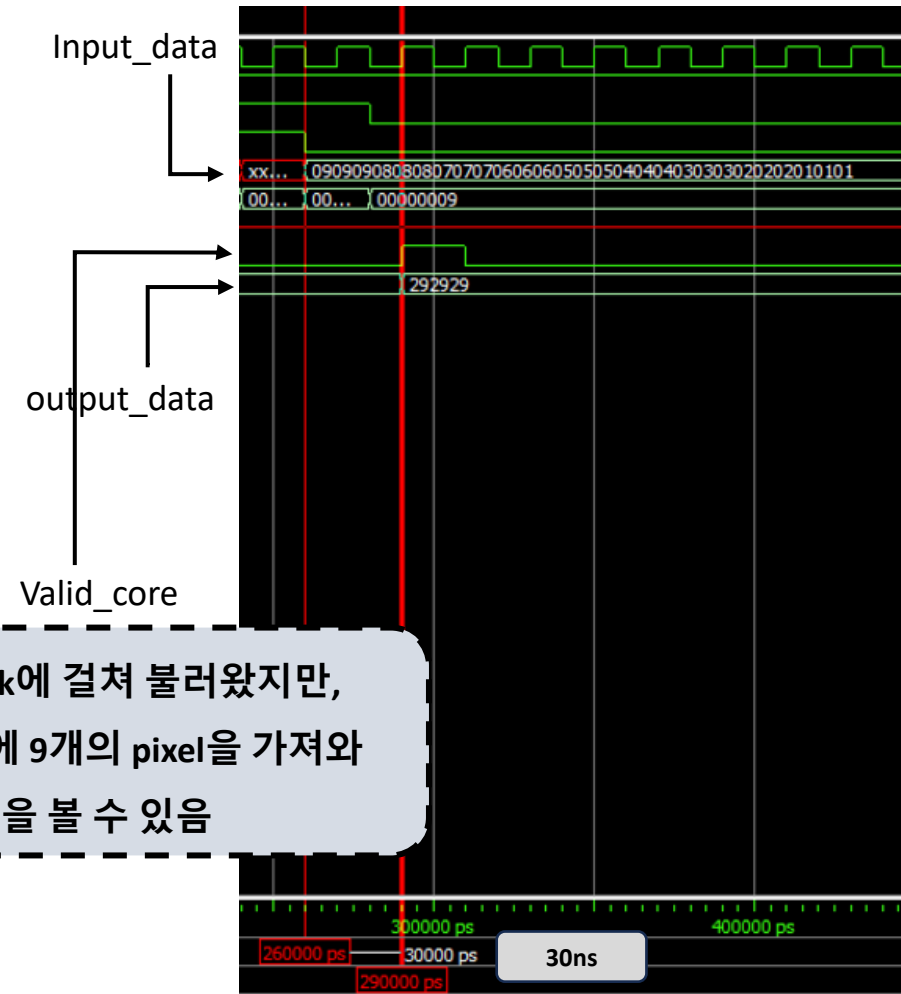 Input_data
xx... 090909080808070707060606050505040404030303020202010101
00... 00... 00000009
292929
output_data
Valid_core
k에 걸쳐 불러왔지만,
에 9개의 pixel을 가져와
을 볼 수 있음
300000 ps 400000 ps
260000 ps 30000 ps 30ns
290000 ps